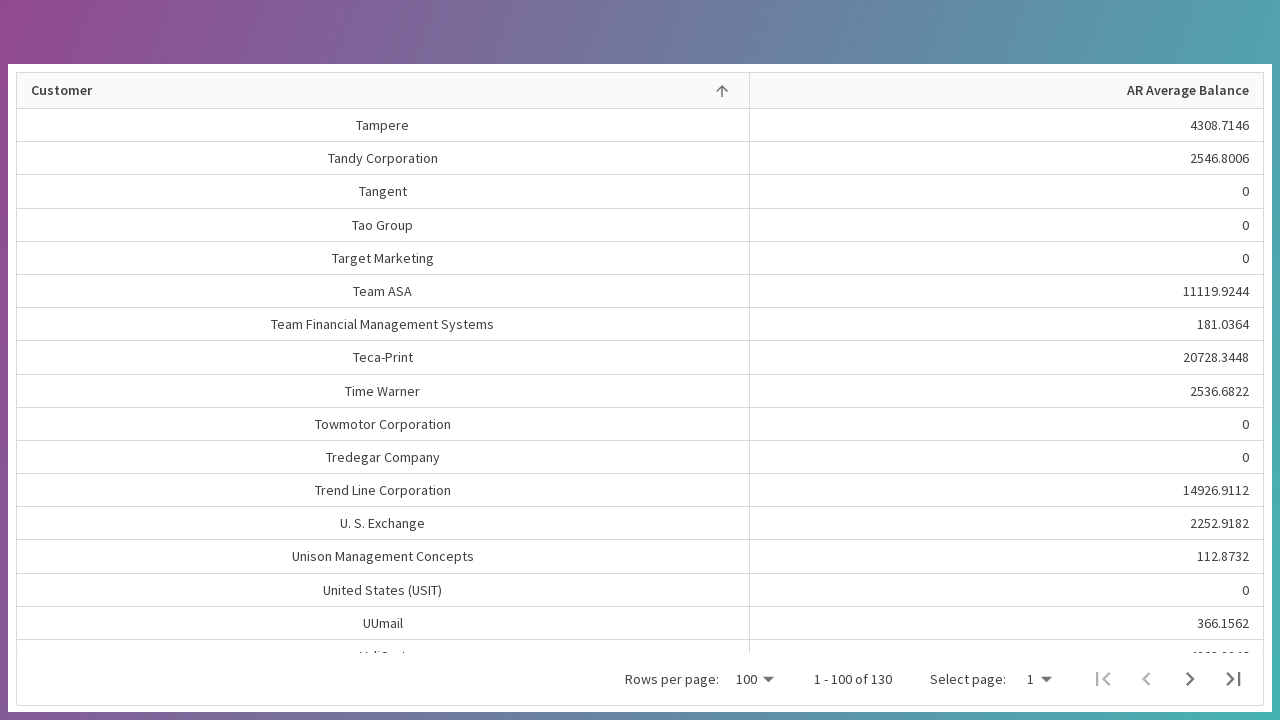 Customer AR Average Balance
Tampere 4308.7146
Tandy Corporation 2546.8006
Tangent 0
Tao Group 0
Target Marketing 0
Team ASA 11119.9244
Team Financial Management Systems 181.0364
Teca-Print 20728.3448
Time Warner 2536.6822
Towmotor Corporation 0
Tredegar Company 0
Trend Line Corporation 14926.9112
U. S. Exchange 2252.9182
Unison Management Concepts 112.8732
United States (USIT) 0
UUmail 366.1562
Rows per page: 100 1 - 100 of 130 Select page: 1